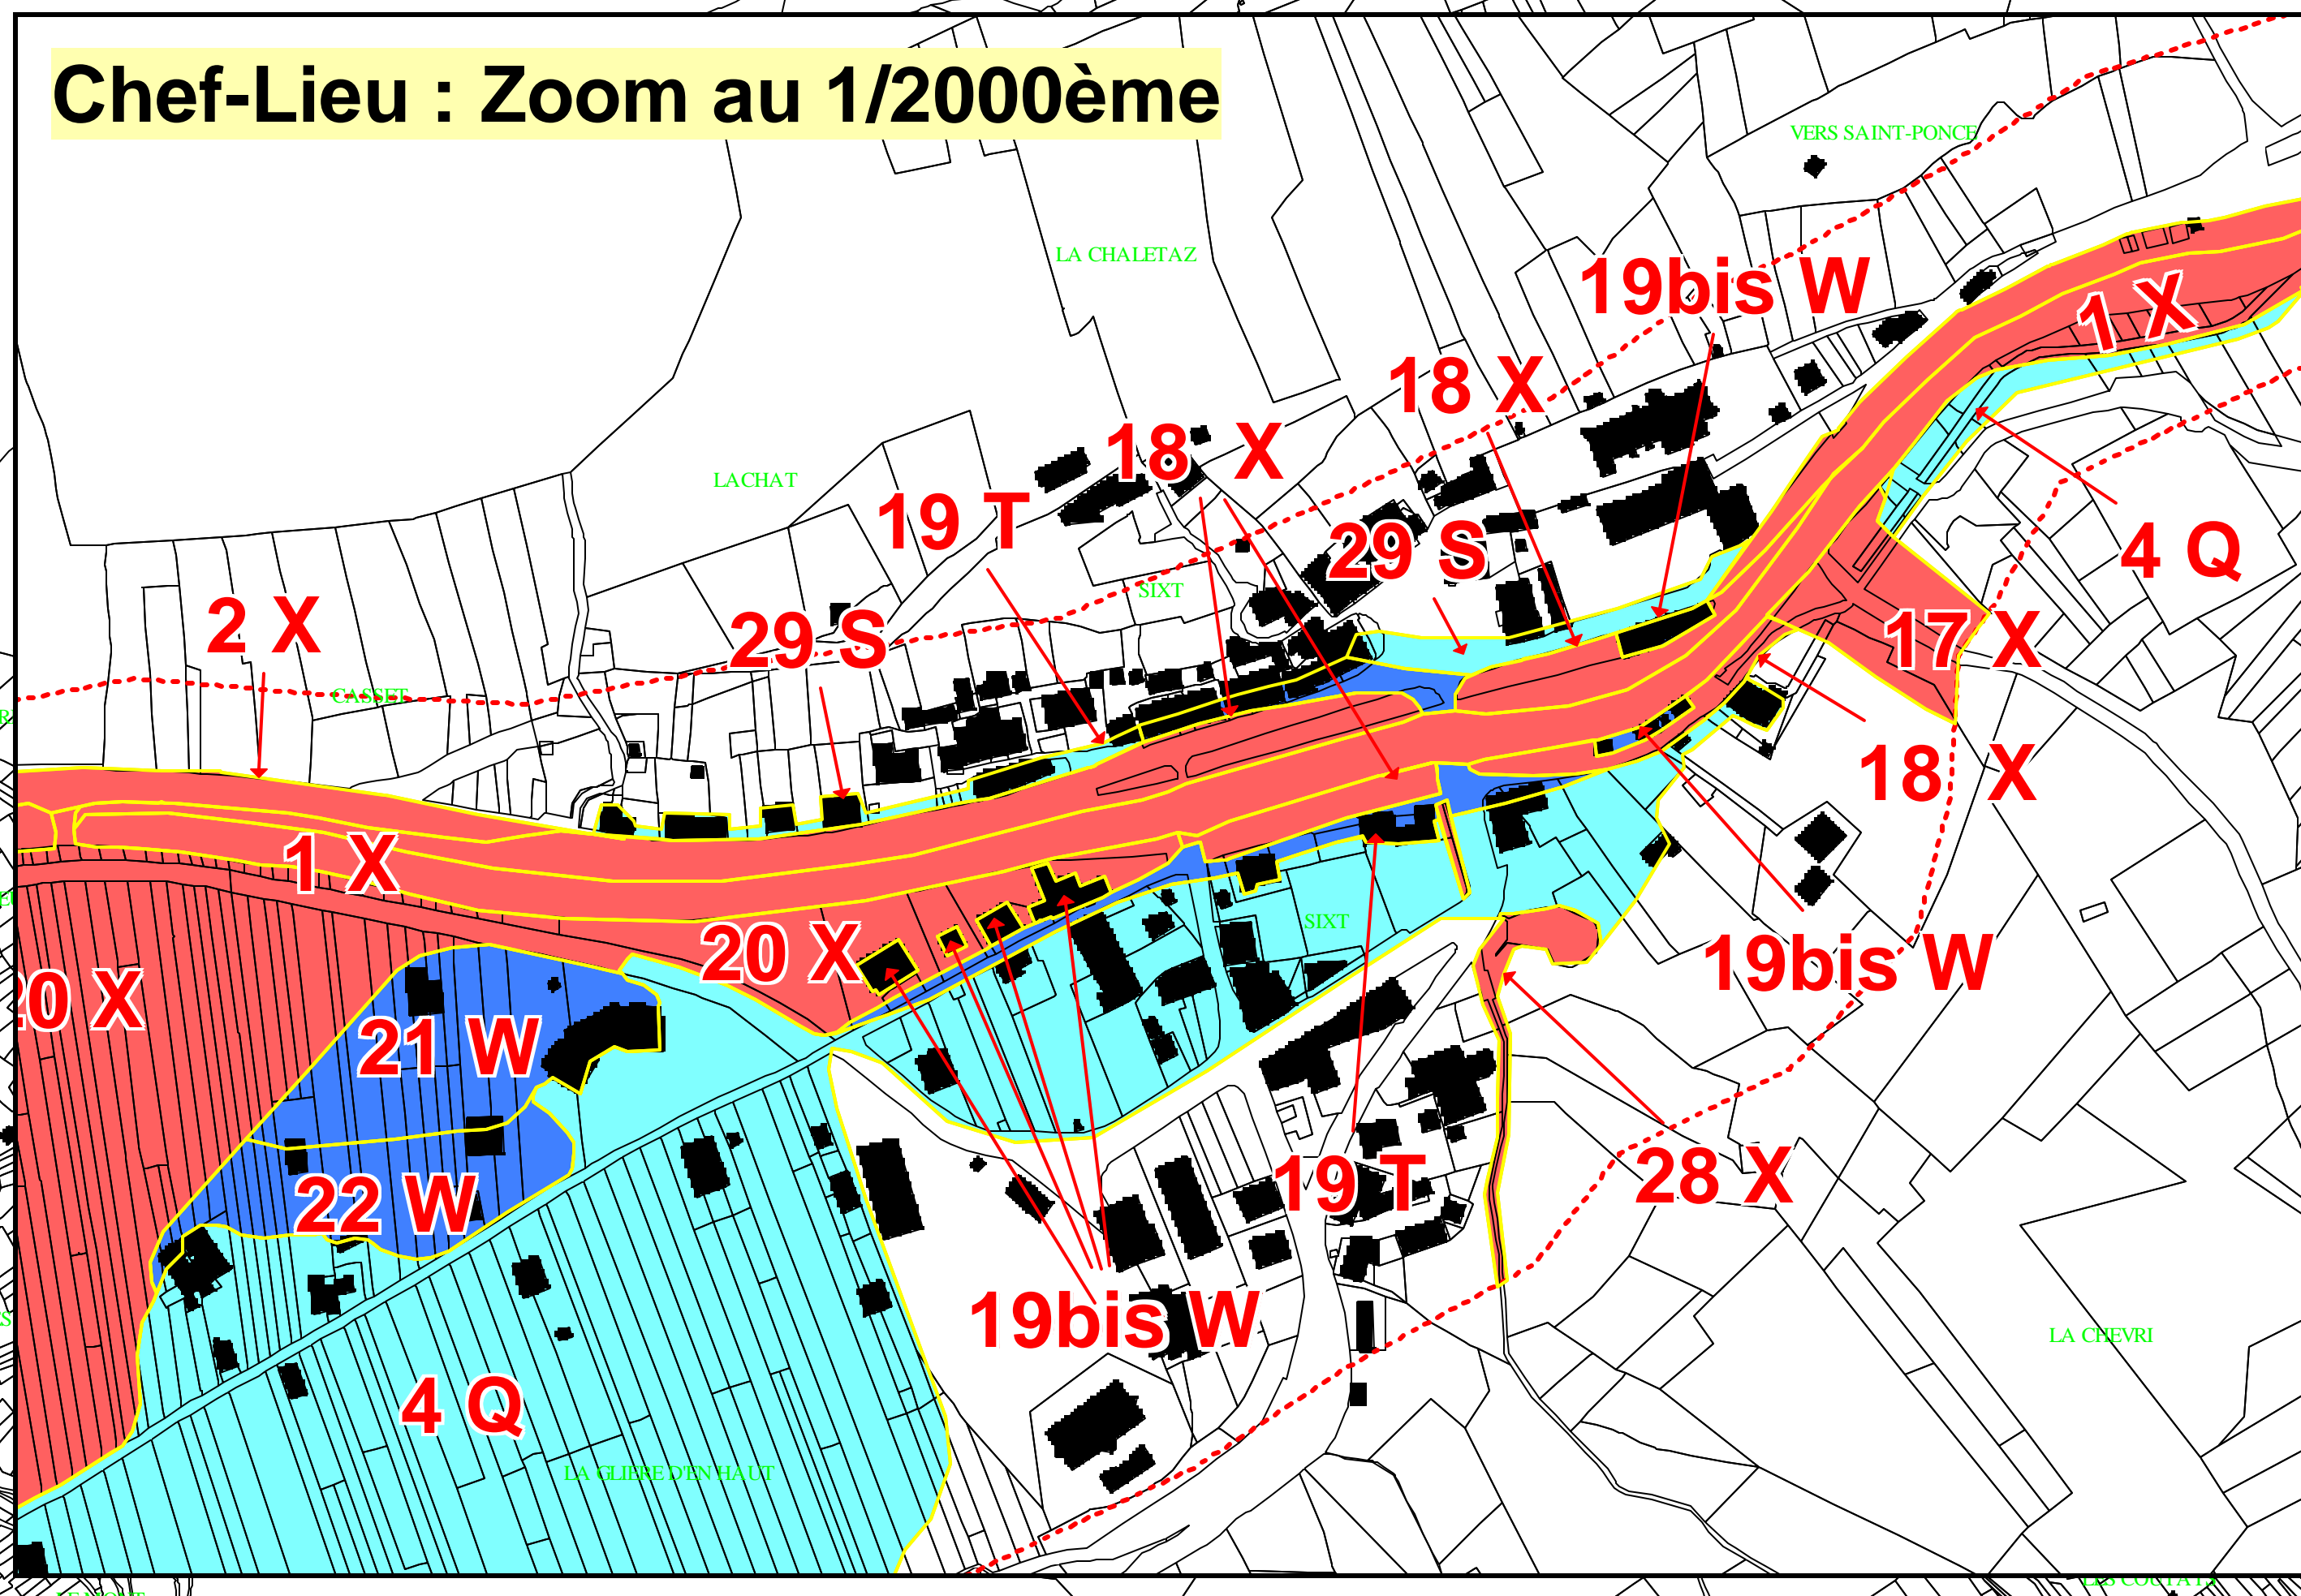 Chef-Lieu : Zoom au 1/2000ème
VERS SAINT-PONCE
LA CHALETAZ
19bis W
1 X
18 X
18 X
LACHAT
19 T
29 S
4 Q
SIXT
2 X
29 S
17 X
CASSET
18 X
1 X
20 X
SIXT
19bis W
20 X
21 W
19 T
28 X
22 W
19bis W
LA CHEVRI
4 Q
LA GLIERE D'EN HAUT